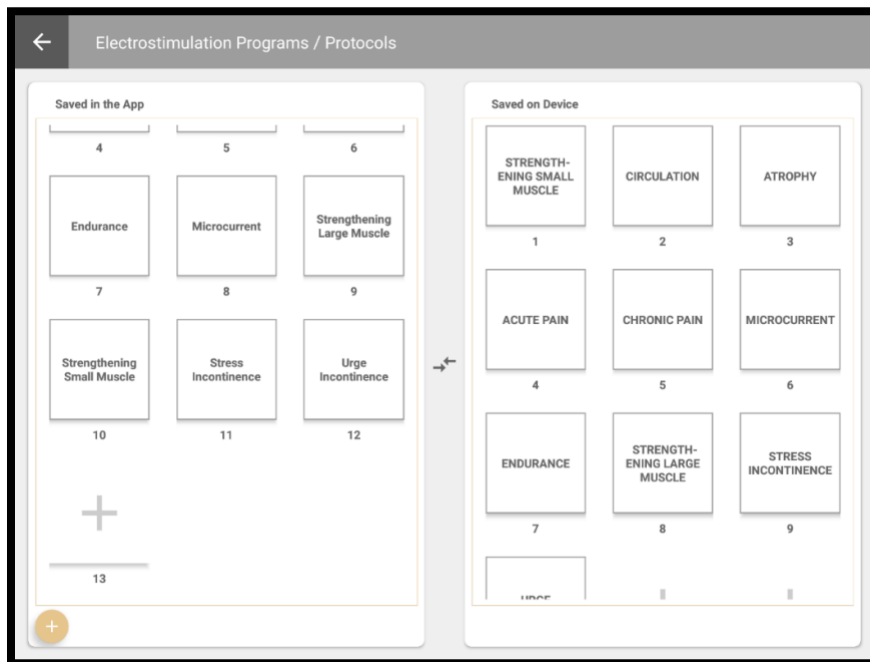 Electrostimulation Programs / Protocols
Saved in the App
4
5
6
Endurance
Microcurrent
Strengthening
Large Muscle
7
8
9
Strengthening
Small Muscle
Stress
Incontinence
Urge
Incontinence
10
11
12
13
Saved on Device
STRENGTH-
ENING SMALL
MUSCLE
CIRCULATION
ATROPHY
1
2
3
ACUTE PAIN
CHRONIC PAIN
MICROCURRENT
4
5
6
ENDURANCE
STRENGTH-
ENING LARGE
MUSCLE
STRESS
INCONTINENCE
7
8
9
URGE